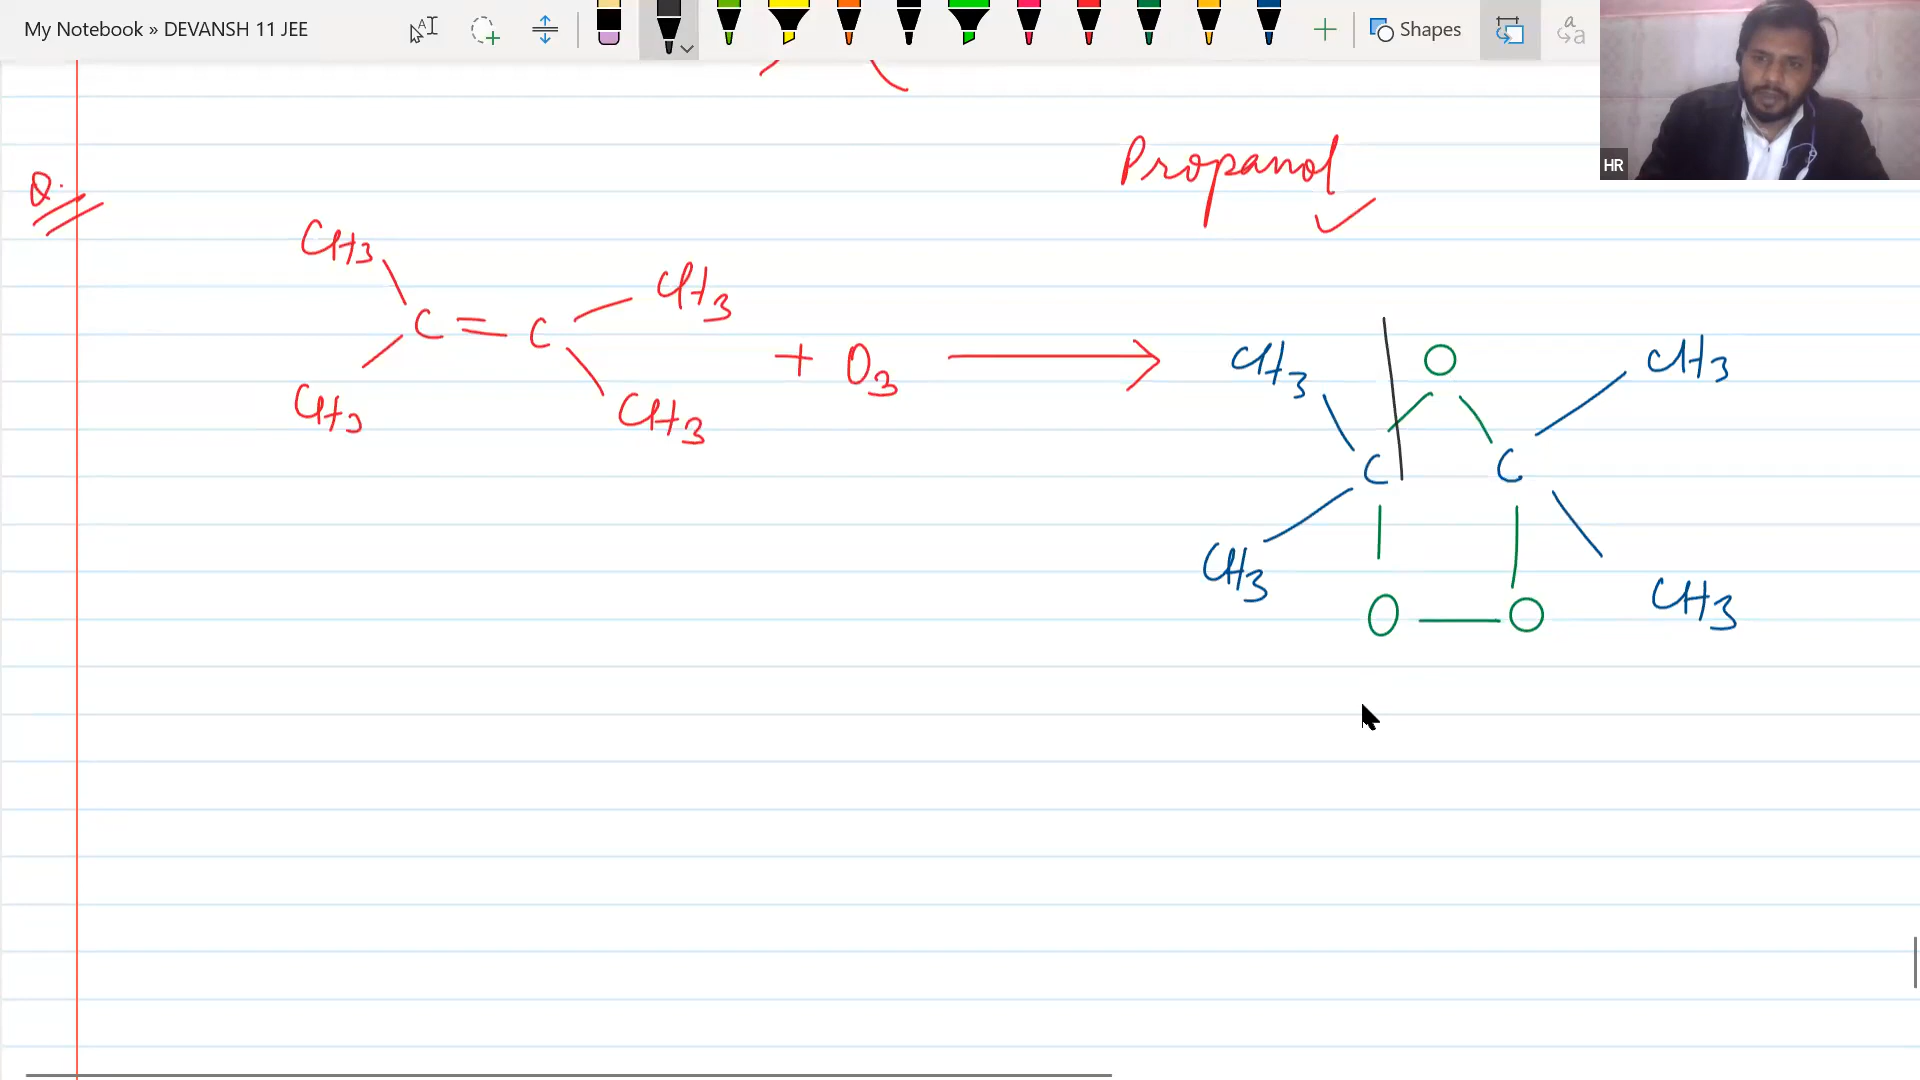 My Notebook » DEVANSH 11 JEE
Shapes
HR
Propanol
Q.
CH3
C = C
CH3
CH3
CH3
+ O3
CH3
O
CH3
C
C
CH3
CH3
O — O